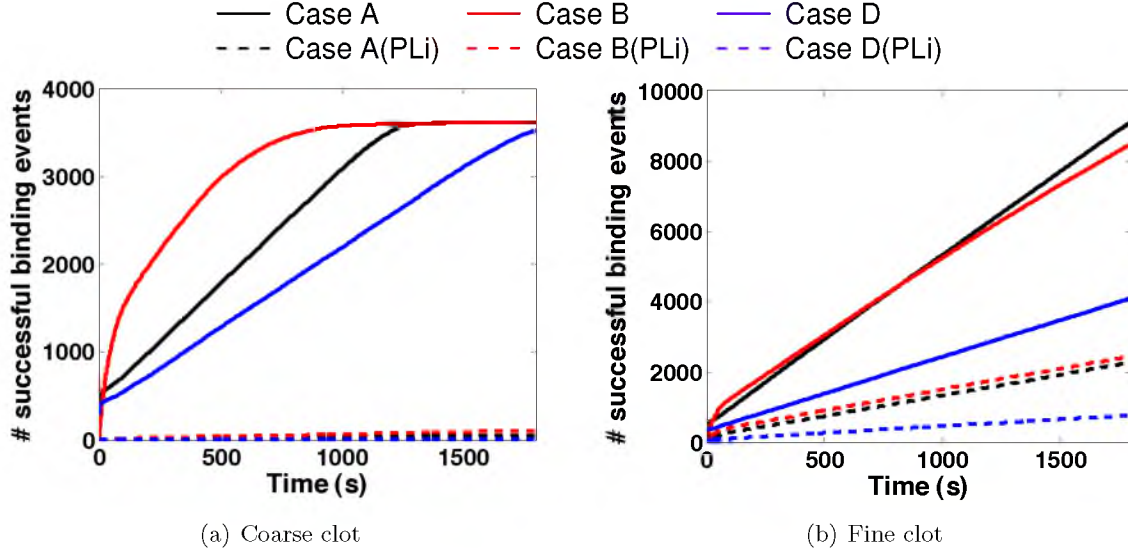 Case A Case B Case D
Case A(PLi) Case B(PLi) Case D(PLi)
# successful binding events
4000
3000
2000
1000
0
0 500 1000 1500
Time (s)
(a) Coarse clot
# successful binding events
10000
8000
6000
4000
2000
0
0 500 1000 1500
Time (s)
(b) Fine clot